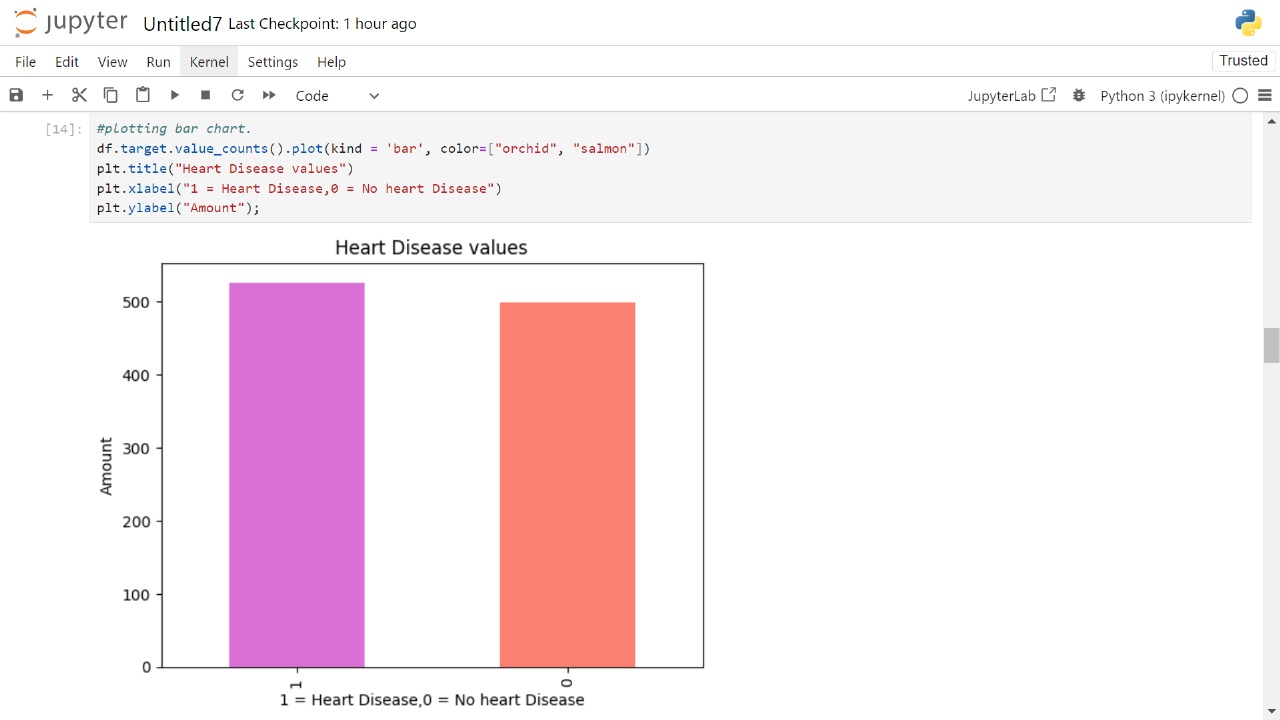 jupyter Untitled7 Last Checkpoint: 1 hour ago
File Edit View Run Kernel Settings Help Trusted
Code JupyterLab Python 3 (ipykernel)
[14]: #plotting bar chart.
df.target.value_counts().plot(kind = 'bar', color=["orchid", "salmon"])
plt.title("Heart Disease values")
plt.xlabel("1 = Heart Disease,0 = No heart Disease")
plt.ylabel("Amount");
Heart Disease values
500
400
300
200
100
0
Amount
1 0
1 = Heart Disease,0 = No heart Disease